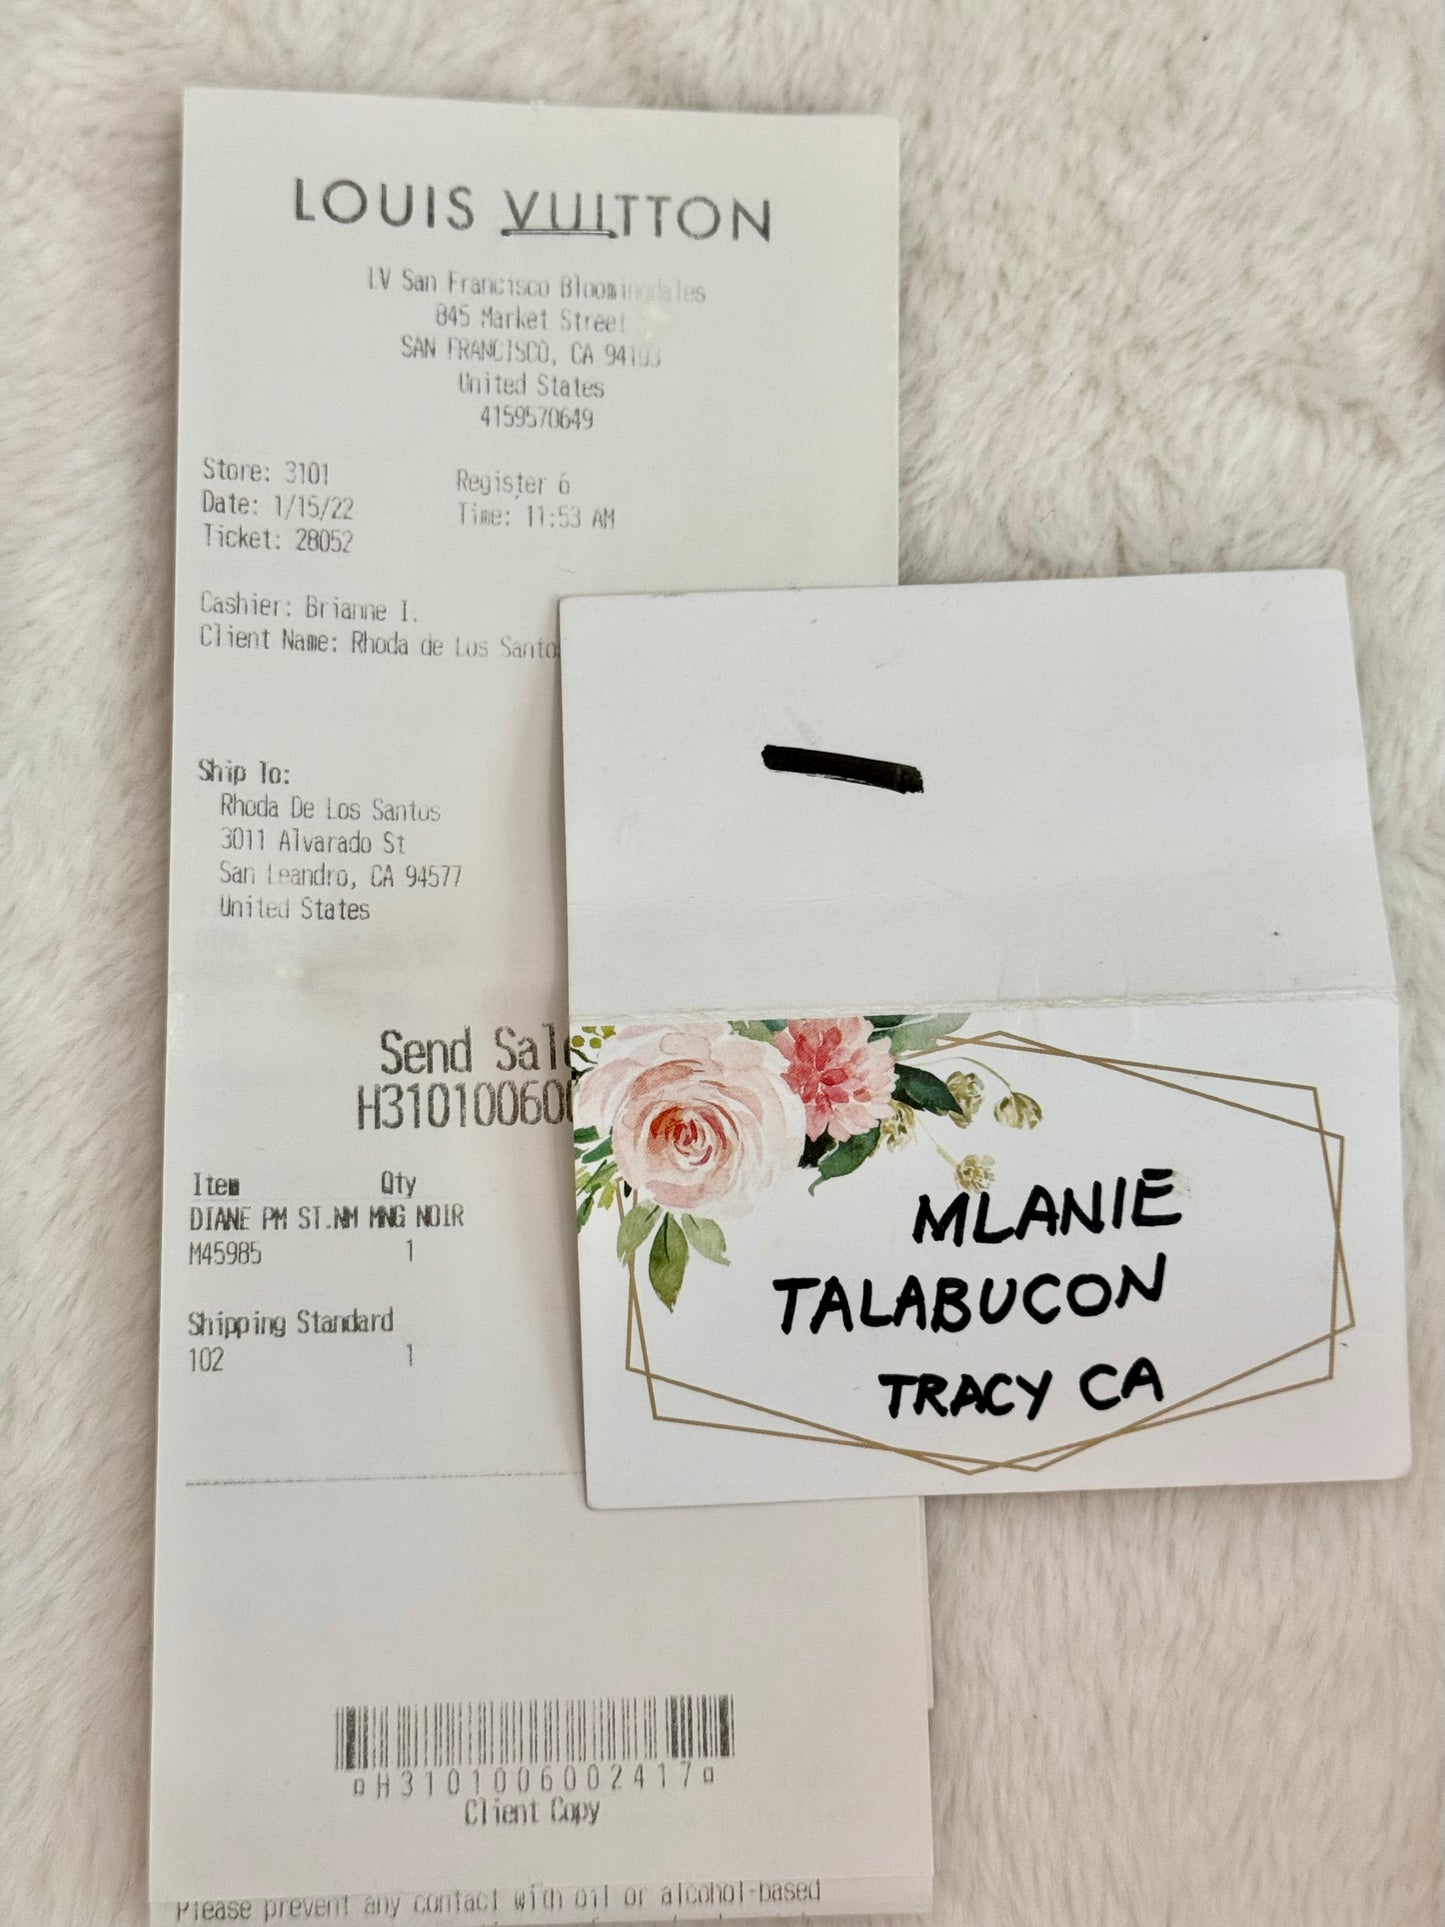 LOUIS VUITTON
LV San Francisco Bloomingdales
845 Market Street
SAN FRANCISCO, CA 94103
United States
4159570649
Store: 3101 Register 6
Date: 1/15/22 Time: 11:53 AM
Ticket: 28052
Cashier: Brianne I.
Client Name: Rhoda de Los Santo
Ship To:
Rhoda De Los Santos
3011 Alvarado St
San Leandro, CA 94577
United States
Send Sale
H310100600
Item Qty
DIANE PM ST.NM MNG NOIR
M45985 1
Shipping Standard
102 1
H3101006002417
Client Copy
Please prevent any contact with oil or alcohol-based
MLANIE
TALABUCON
TRACY CA